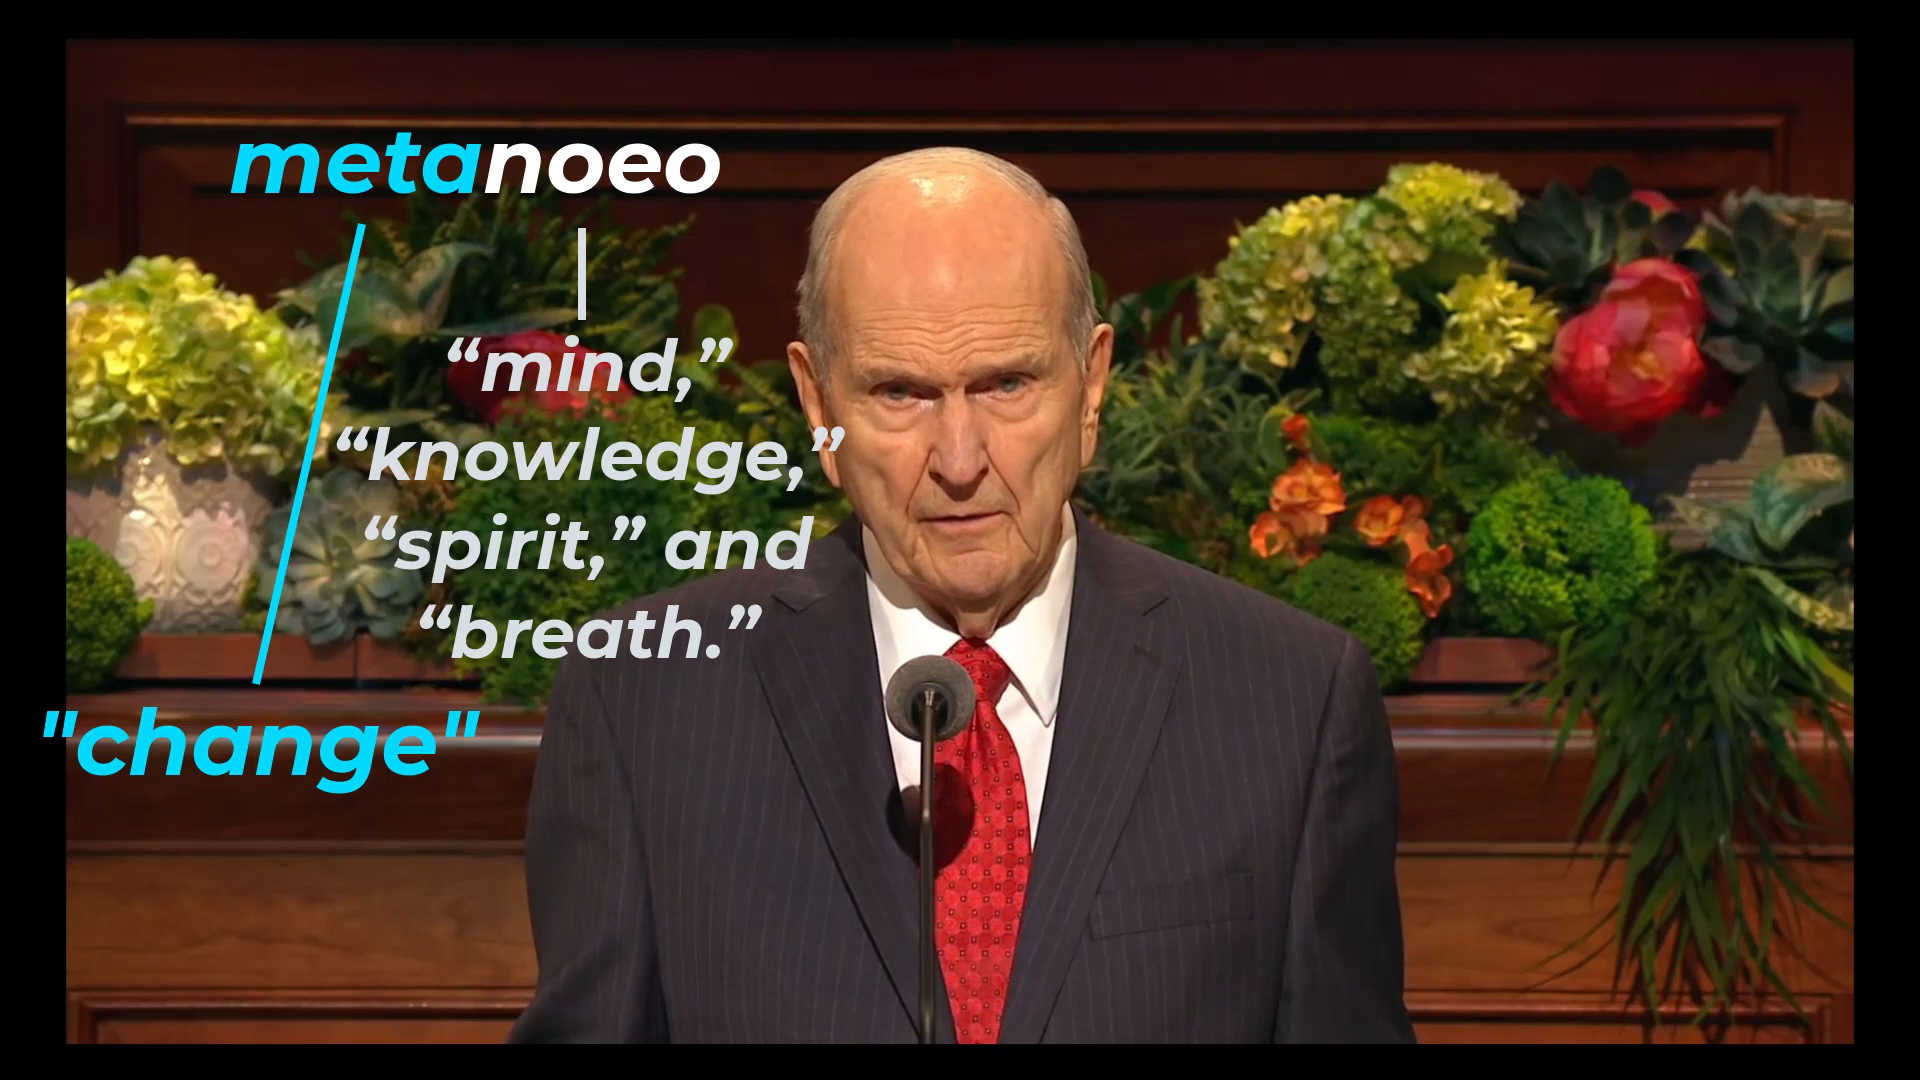 metanoeo
“mind,”
“knowledge,”
“spirit,” and
“breath.”
"change"